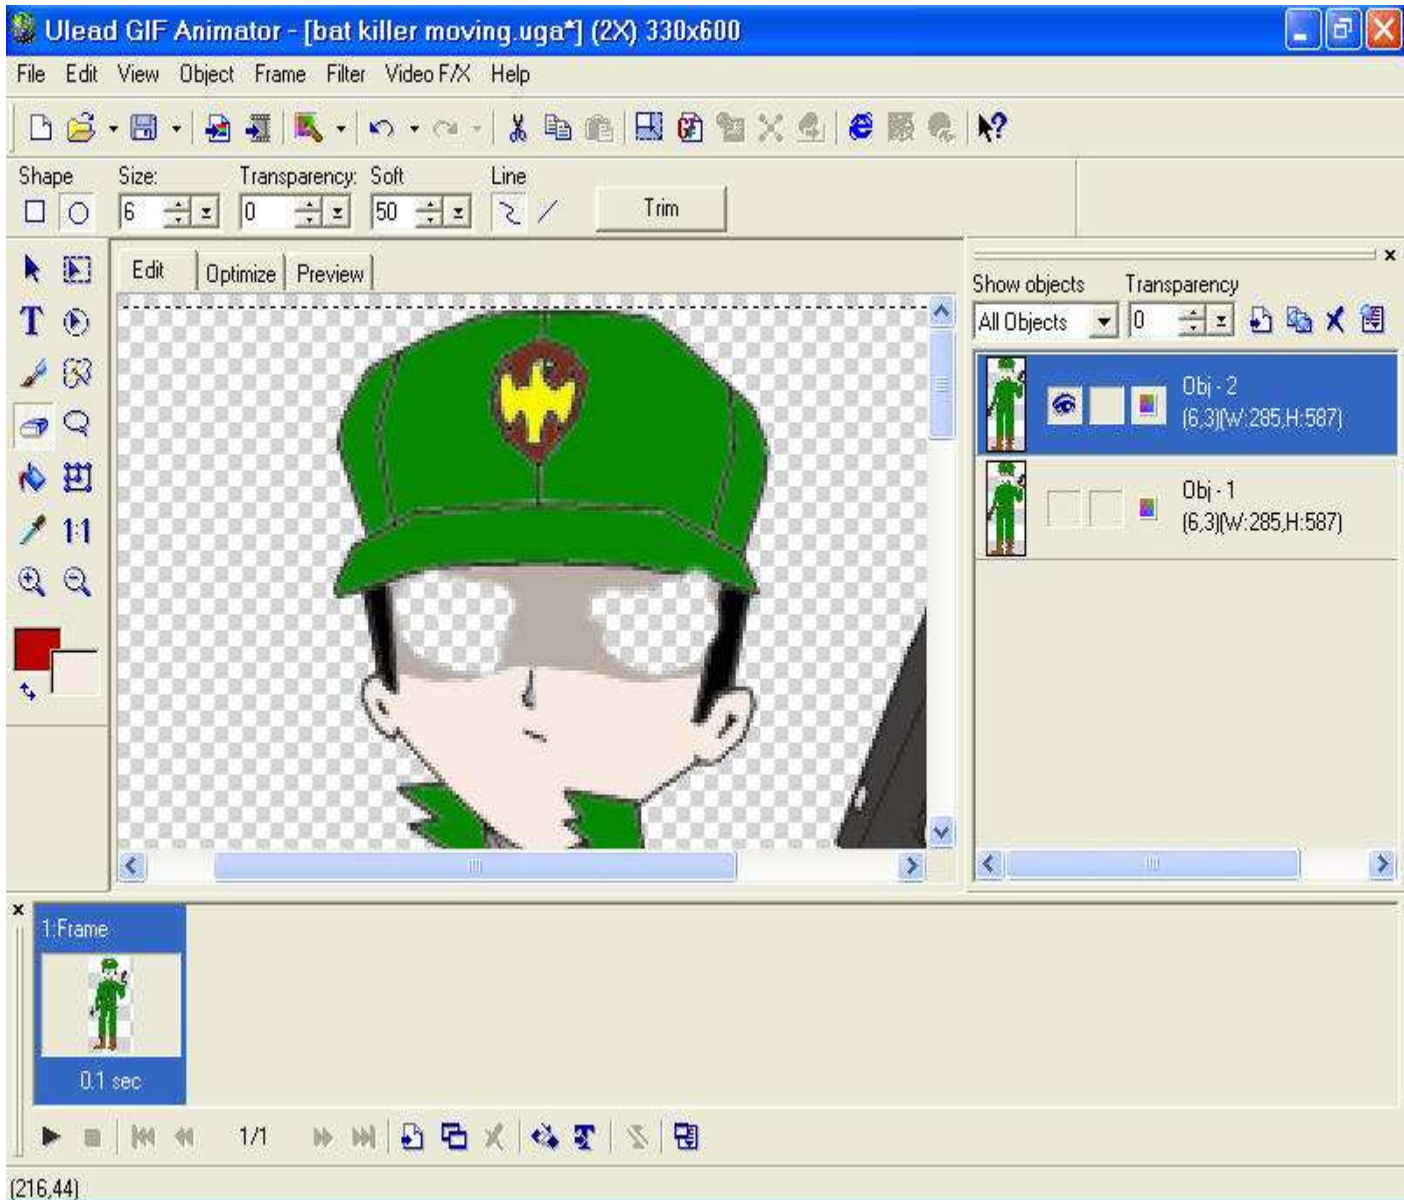 Ulead GIF Animator - [bat killer moving.uga*] (2X) 330x600
File Edit View Object Frame Filter Video F/X Help
Shape Size: Transparency: Soft Line
6 0 50 Trim
Edit Optimize Preview
Show objects Transparency
All Objects 0
T
1:1
Obj - 2
(6,3)(W:285,H:587)
Obj - 1
(6,3)(W:285,H:587)
1:Frame
0.1 sec
1/1
(216,44)